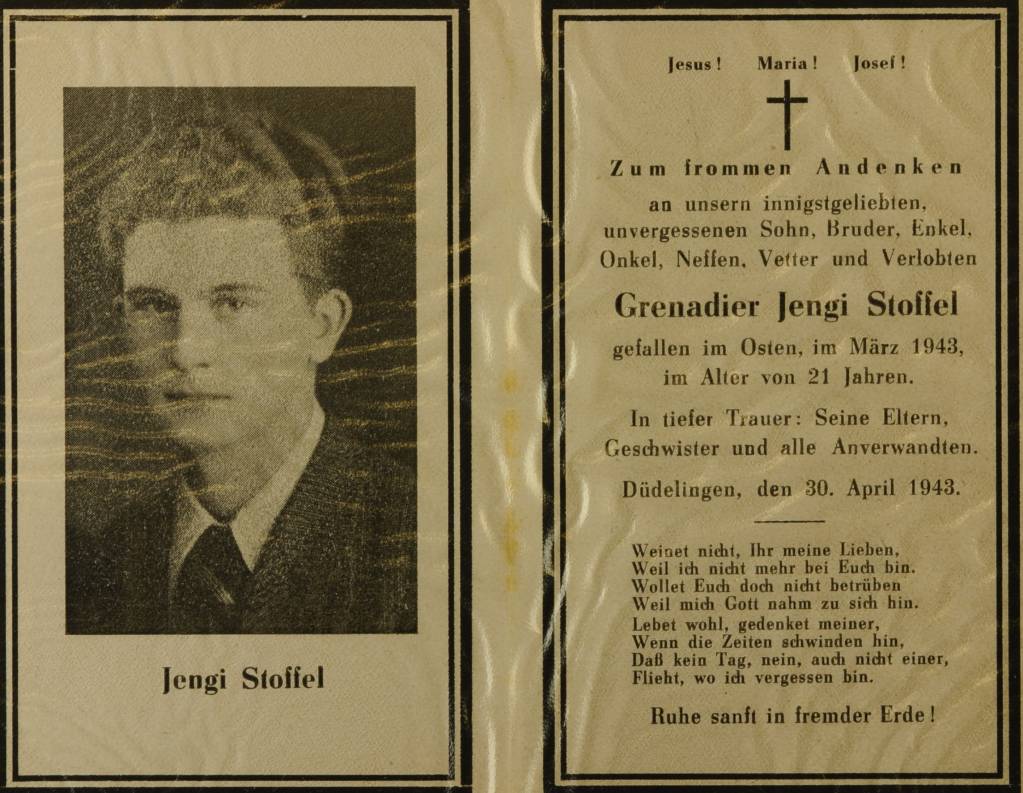 Jengi Stoffel
Jesus! Maria! Josef!
Zum frommen Andenken
an unsern innigstgeliebten,
unvergessenen Sohn, Bruder, Enkel,
Onkel, Neffen, Vetter und Verlobten
Grenadier Jengi Stoffel
gefallen im Osten, im März 1943,
im Alter von 21 Jahren.
In tiefer Trauer: Seine Eltern,
Geschwister und alle Anverwandten.
Düdelingen, den 30. April 1943.
Weinet nicht, Ihr meine Lieben,
Weil ich nicht mehr bei Euch bin.
Wollet Euch doch nicht betrüben
Weil mich Gott nahm zu sich hin.
Lebet wohl, gedenket meiner,
Wenn die Zeiten schwinden hin,
Daß kein Tag, nein, auch nicht einer,
Flieht, wo ich vergessen bin.
Ruhe sanft in fremder Erde!